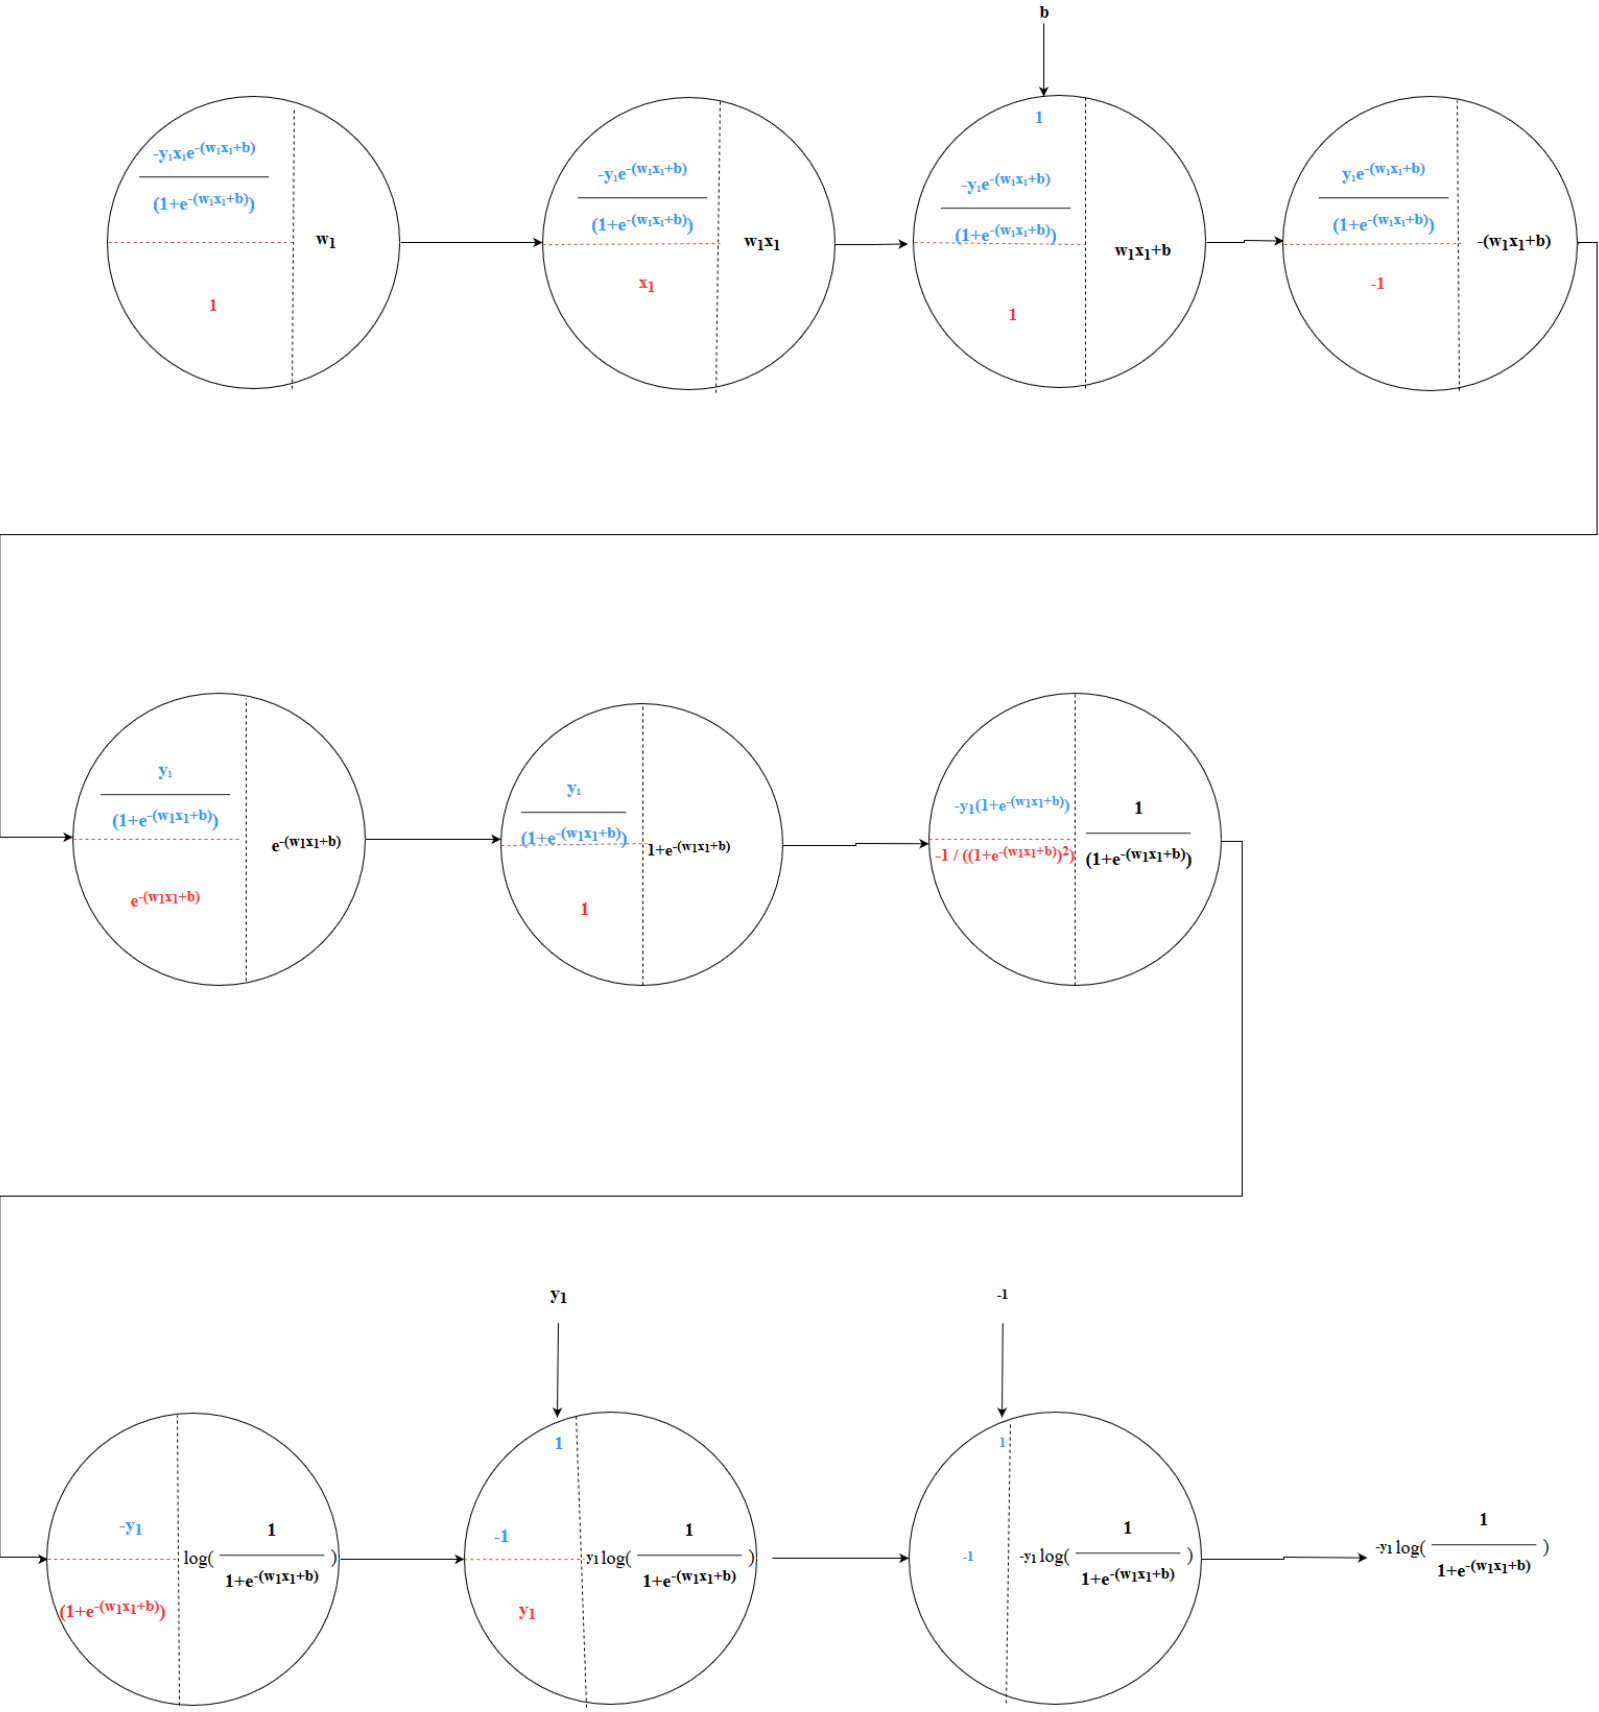 b
1
-y₁x₁e^-(w₁x₁+b)
(1+e^-(w₁x₁+b))
w₁
1
-y₁e^-(w₁x₁+b)
(1+e^-(w₁x₁+b))
w₁x₁
x₁
-y₁e^-(w₁x₁+b)
(1+e^-(w₁x₁+b))
w₁x₁+b
1
y₁e^-(w₁x₁+b)
(1+e^-(w₁x₁+b))
-(w₁x₁+b)
-1
y₁
(1+e^-(w₁x₁+b))
e^-(w₁x₁+b)
e^-(w₁x₁+b)
y₁
(1+e^-(w₁x₁+b))
1+e^-(w₁x₁+b)
1
-y₁(1+e^-(w₁x₁+b))
-1 / ((1+e^-(w₁x₁+b))²)
1
(1+e^-(w₁x₁+b))
y₁
-1
-y₁
(1+e^-(w₁x₁+b))
1
log( )
1+e^-(w₁x₁+b)
1
-1
y₁
1
y₁ log( )
1+e^-(w₁x₁+b)
1
-1
1
-y₁ log( )
1+e^-(w₁x₁+b)
1
-y₁ log( )
1+e^-(w₁x₁+b)